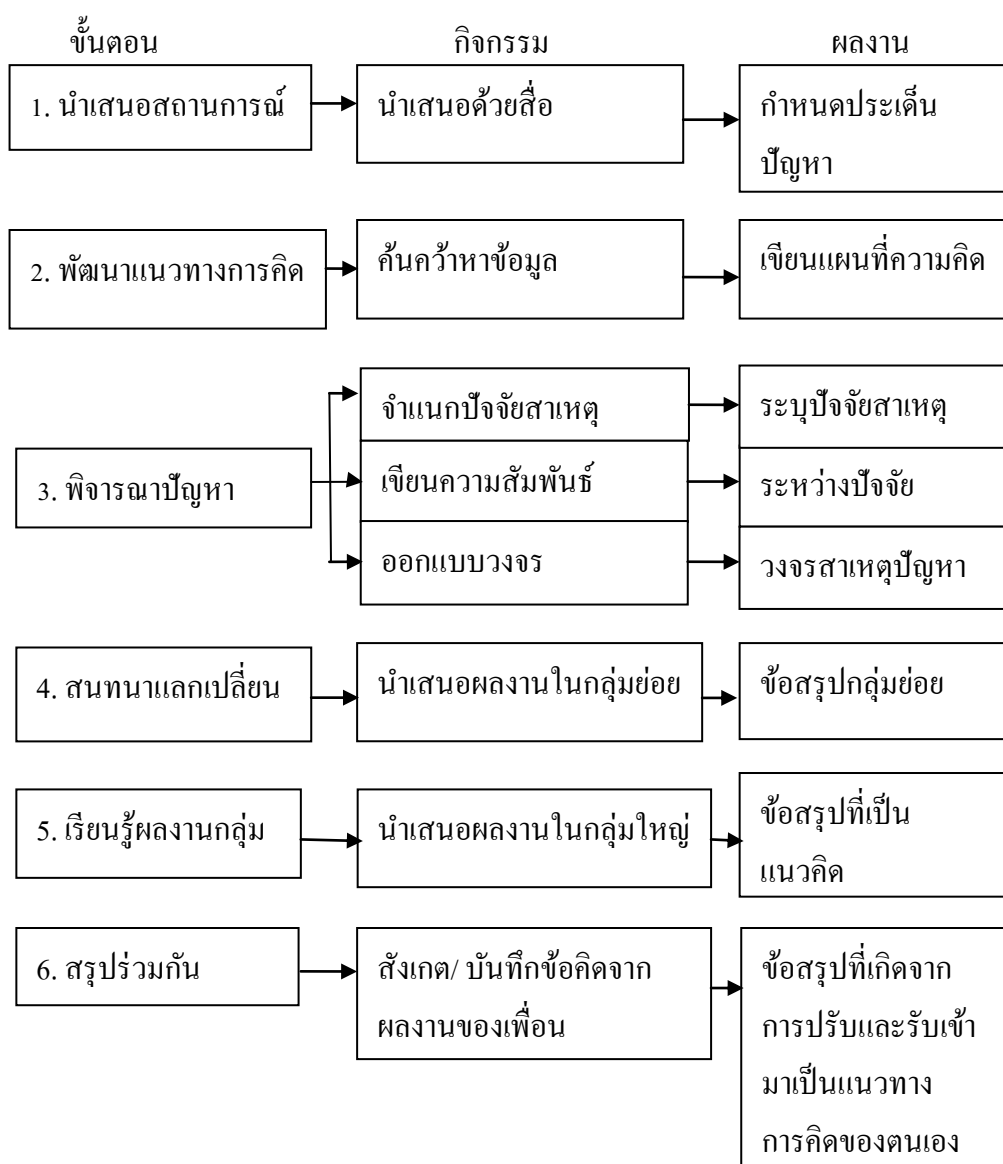 ขั้นตอน กิจกรรม ผลงาน
1. นำเสนอสถานการณ์ นำเสนอด้วยสื่อ กำหนดประเด็น
ปัญหา
2. พัฒนาแนวทางการคิด ค้นคว้าหาข้อมูล เขียนแผนที่ความคิด
จำแนกปัจจัยสาเหตุ ระบุปัจจัยสาเหตุ
3. พิจารณาปัญหา เขียนความสัมพันธ์ ระหว่างปัจจัย
ออกแบบวงจร วงจรสาเหตุปัญหา
4. สนทนาแลกเปลี่ยน นำเสนอผลงานในกลุ่มย่อย ข้อสรุปกลุ่มย่อย
5. เรียนรู้ผลงานกลุ่ม นำเสนอผลงานในกลุ่มใหญ่ ข้อสรุปที่เป็น
แนวคิด
6. สรุปร่วมกัน สังเกต/ บันทึกข้อคิดจาก ข้อสรุปที่เกิดจาก
ผลงานของเพื่อน การปรับและรับเข้า
มาเป็นแนวทาง
การคิดของตนเอง